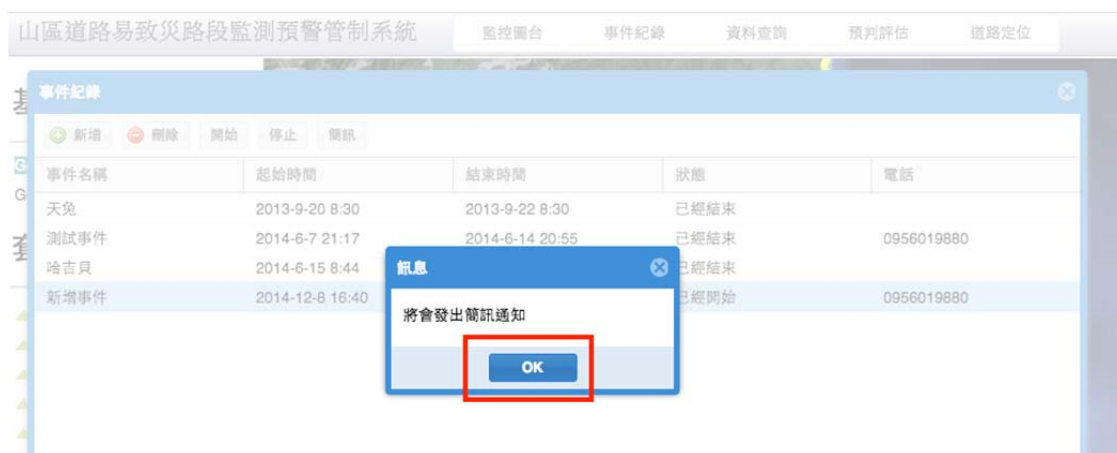 山區道路易致災路段監測預警管制系統 監控圖台 事件紀錄 資料查詢 預判評估 道路定位
基
事件紀錄
新增 刪除 開始 停止 簡訊
G
事件名稱 起始時間 結束時間 狀態 電話
G
天兔 2013-9-20 8:30 2013-9-22 8:30 已經結束
測試事件 2014-6-7 21:17 2014-6-14 20:55 已經結束 0956019880
套
哈吉貝 2014-6-15 8:44 已經結束
訊息
新增事件 2014-12-8 16:40 已經開始 0956019880
將會發出簡訊通知
OK